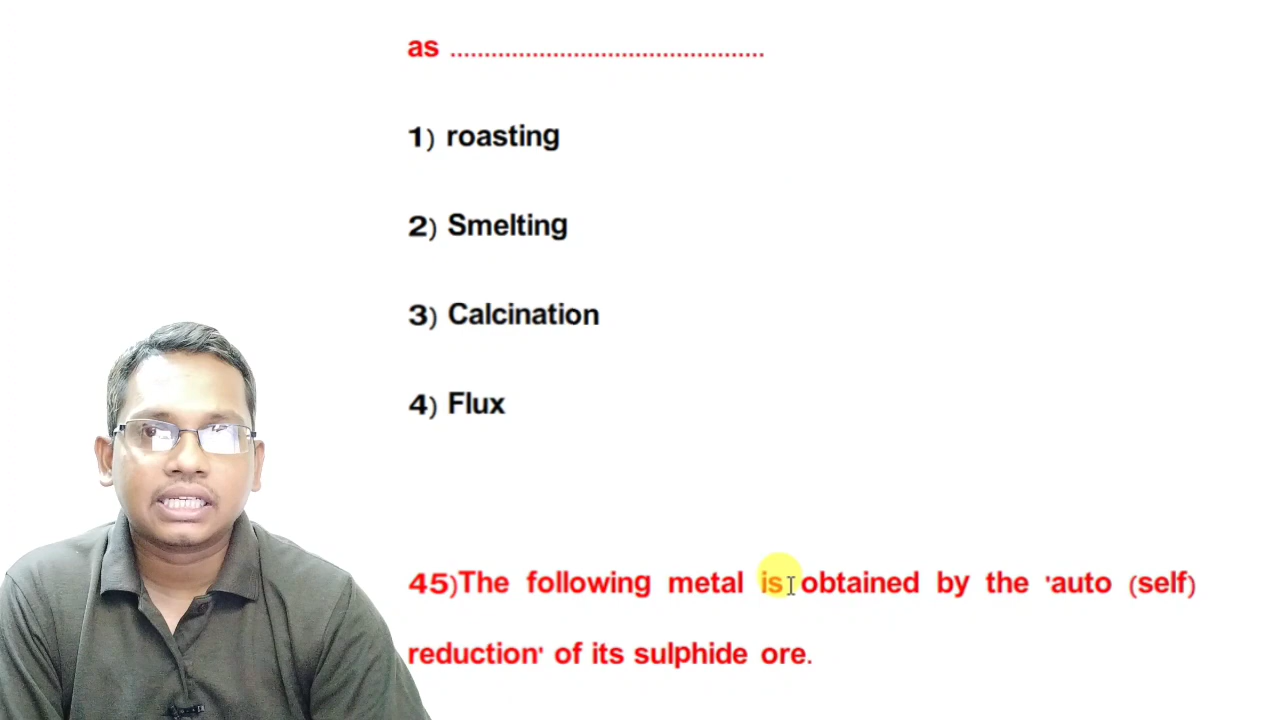 as ..............................................
1) roasting
2) Smelting
3) Calcination
4) Flux
45)The following metal is obtained by the 'auto (self)
reduction' of its sulphide ore.